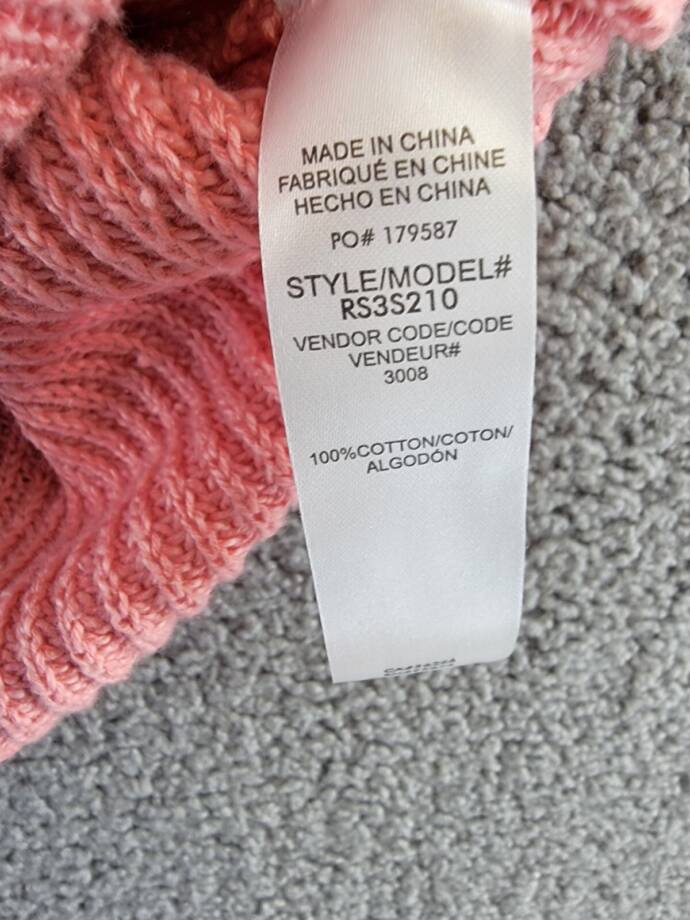 MADE IN CHINA
FABRIQUÉ EN CHINE
HECHO EN CHINA
PO# 179587
STYLE/MODEL#
RS3S210
VENDOR CODE/CODE
VENDEUR#
3008
100%COTTON/COTON/
ALGODÓN